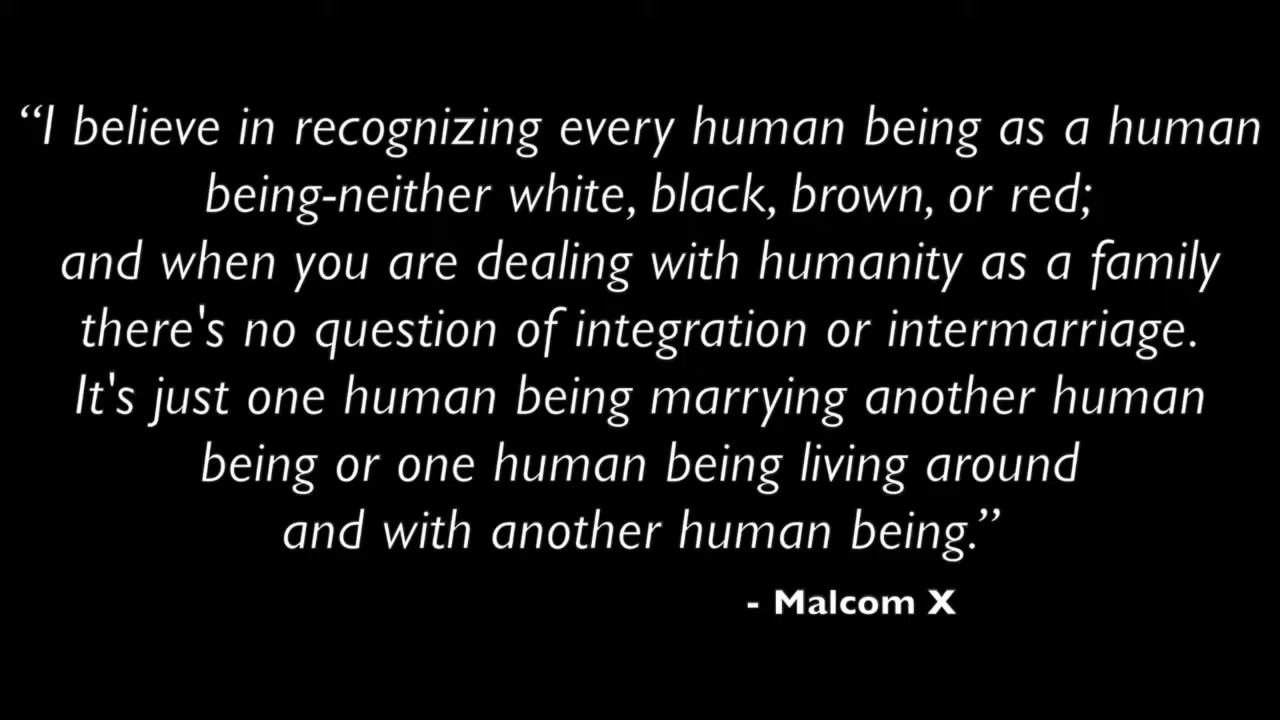 “I believe in recognizing every human being as a human
being-neither white, black, brown, or red;
and when you are dealing with humanity as a family
there's no question of integration or intermarriage.
It's just one human being marrying another human
being or one human being living around
and with another human being.”
- Malcom X